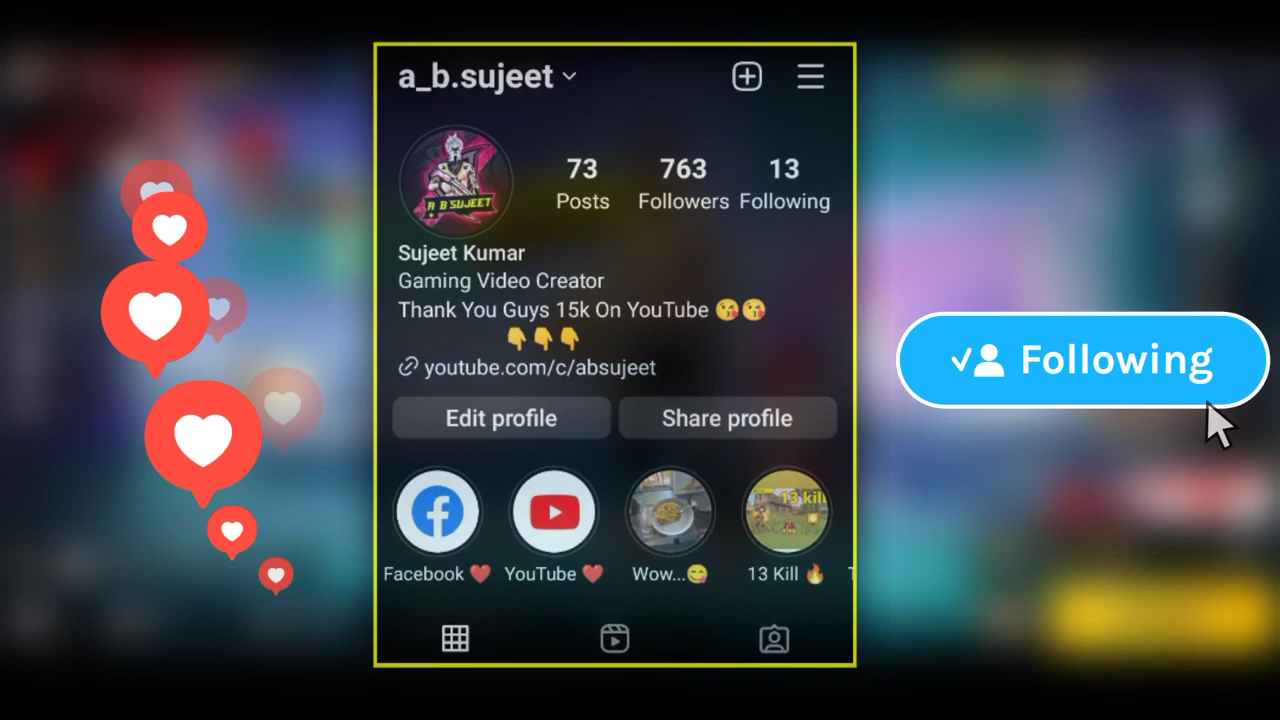 a_b.sujeet
A B SUJEET
73 763 13
Posts Followers Following
Sujeet Kumar
Gaming Video Creator
Thank You Guys 15k On YouTube 😘😘
👇👇👇
youtube.com/c/absujeet
Edit profile Share profile
13 kill
Facebook ❤️ YouTube ❤️ Wow...😋 13 Kill 🔥
Following